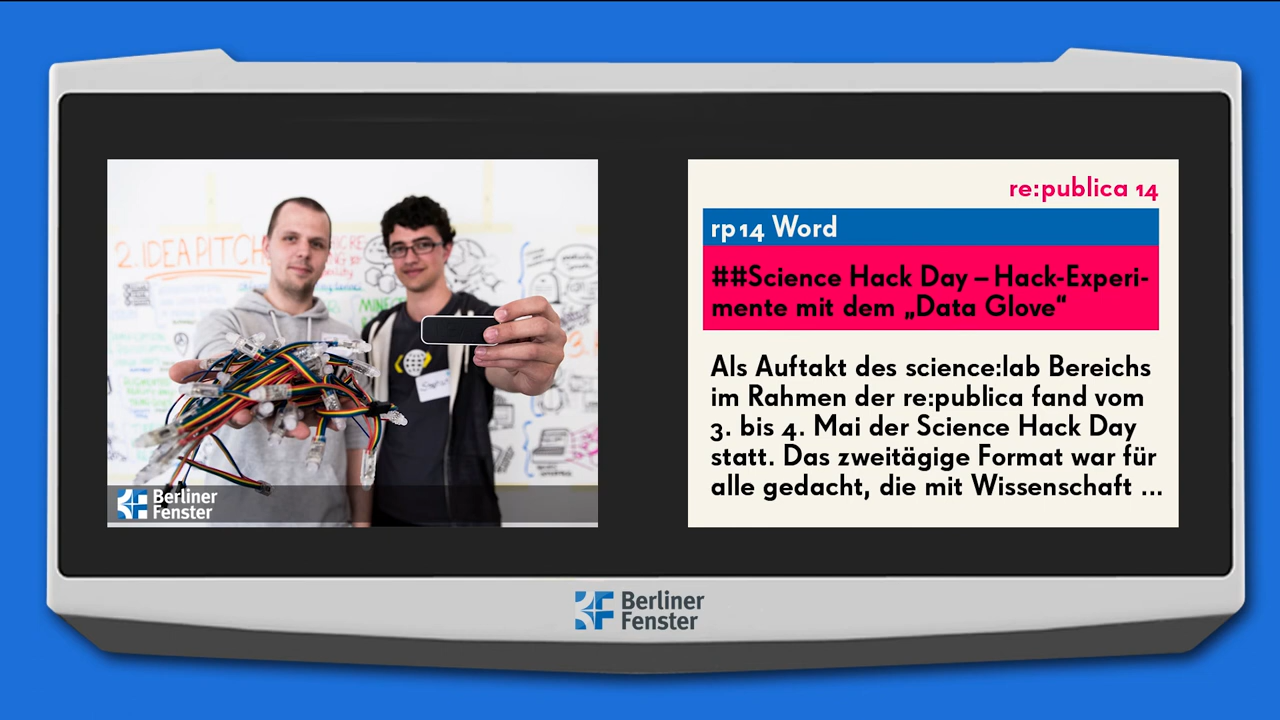 2. IDEA PITCH
Berliner
Fenster
re:publica 14
rp14 Word
##Science Hack Day – Hack-Experi-
mente mit dem „Data Glove“
Als Auftakt des science:lab Bereichs
im Rahmen der re:publica fand vom
3. bis 4. Mai der Science Hack Day
statt. Das zweitägige Format war für
alle gedacht, die mit Wissenschaft ...
Berliner
Fenster